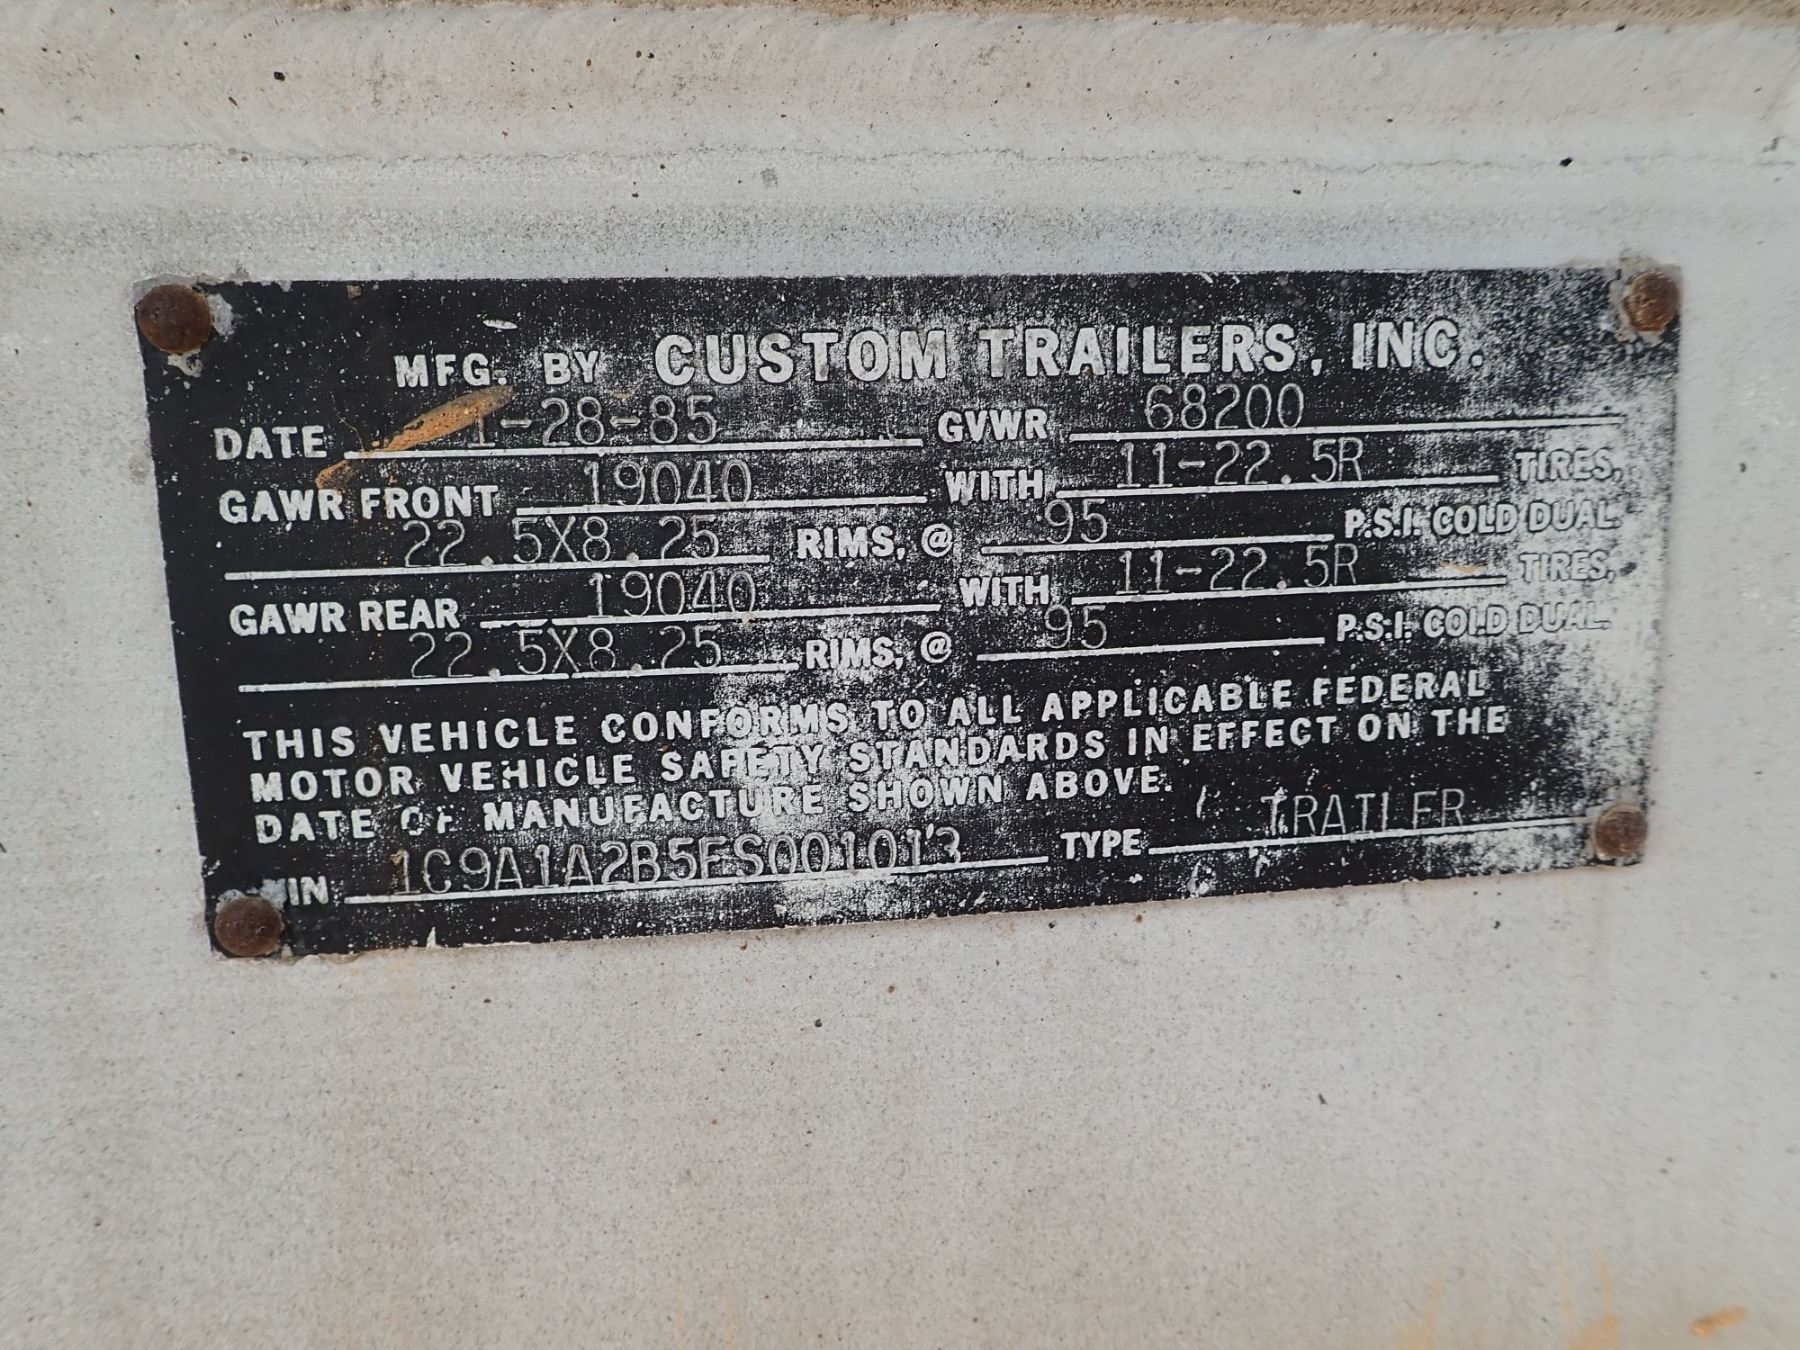 MFG. BY CUSTOM TRAILERS, INC.
DATE 1-28-85 GVWR 68200
GAWR FRONT 19040 WITH 11-22.5R TIRES,
22.5X8.25 RIMS, @ 95 P.S.I. COLD DUAL
GAWR REAR 19040 WITH 11-22.5R TIRES,
22.5X8.25 RIMS, @ 95 P.S.I. COLD DUAL.
THIS VEHICLE CONFORMS TO ALL APPLICABLE FEDERAL
MOTOR VEHICLE SAFETY STANDARDS IN EFFECT ON THE
DATE OF MANUFACTURE SHOWN ABOVE.
VIN 1C9A1A2B5FS001013 TYPE TRAILER